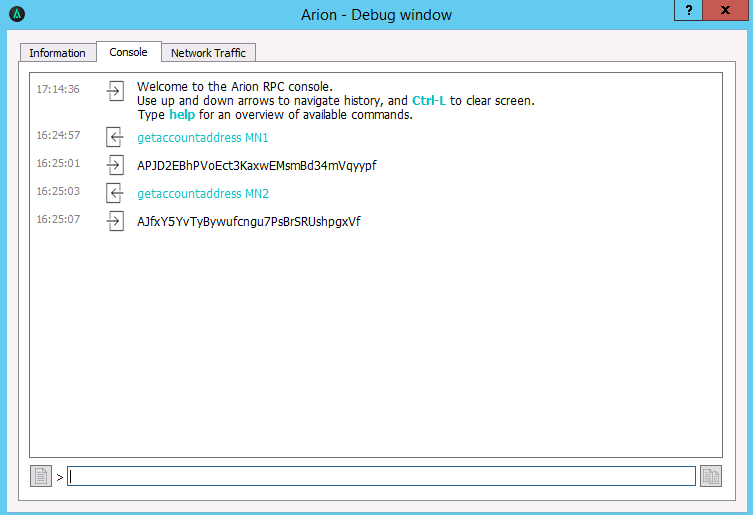 Arion - Debug window
? x
Information Console Network Traffic
17:14:36 Welcome to the Arion RPC console.
Use up and down arrows to navigate history, and Ctrl-L to clear screen.
Type help for an overview of available commands.
16:24:57 getaccountaddress MN1
16:25:01 APJD2EBhPVoEct3KaxwEMsmBd34mVqyypf
16:25:03 getaccountaddress MN2
16:25:07 AJfxY5YvTyBywufcngu7PsBrSRUshpgxVf
>